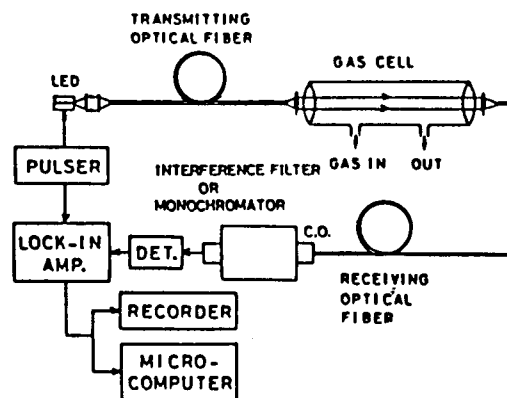 TRANSMITTING
OPTICAL FIBER
LED
GAS CELL
GAS IN
OUT
PULSER
INTERFERENCE FILTER
OR
MONOCHROMATOR
C.O.
LOCK-IN
AMP.
DET.
RECEIVING
OPTICAL
FIBER
RECORDER
MICRO-
COMPUTER